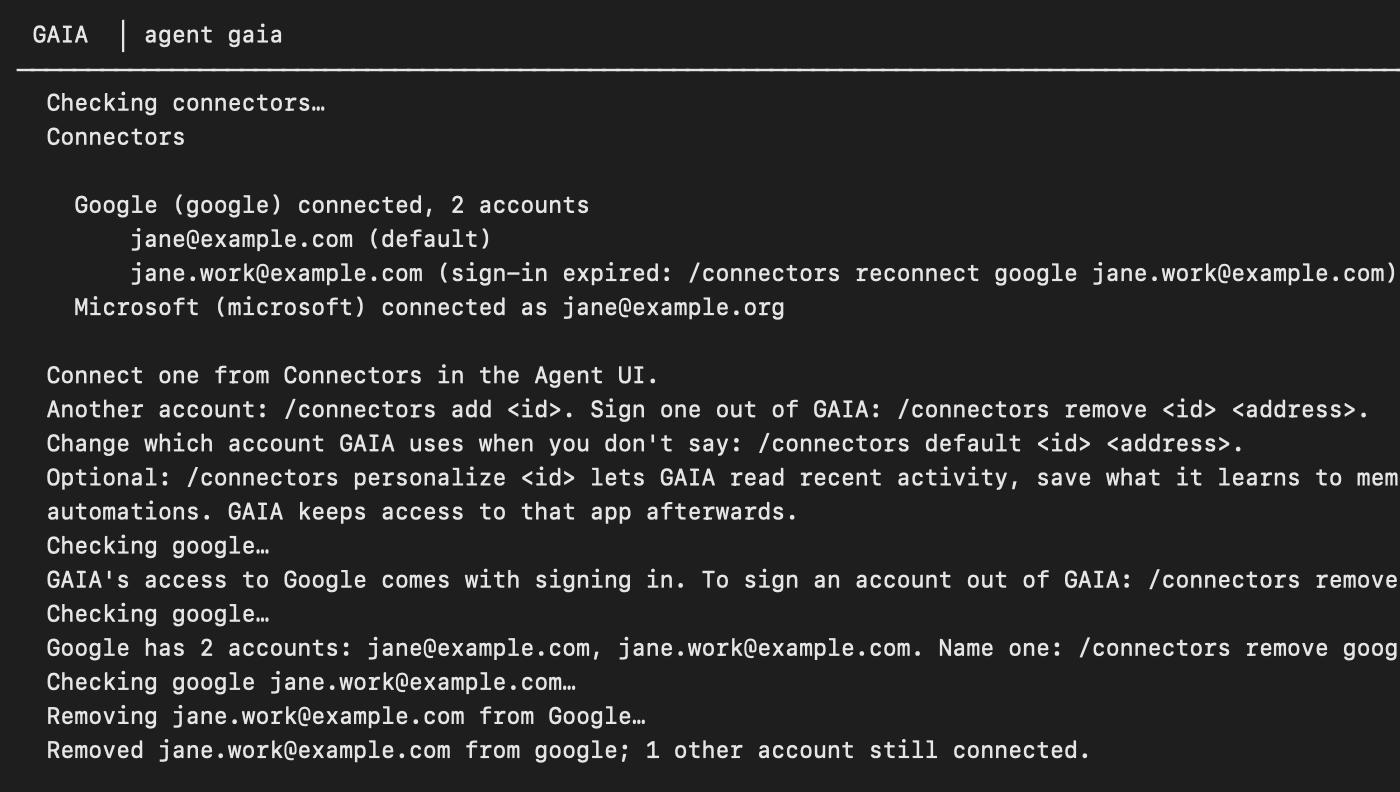 GAIA │ agent gaia
Checking connectors…
Connectors
Google (google) connected, 2 accounts
jane@example.com (default)
jane.work@example.com (sign-in expired: /connectors reconnect google jane.work@example.com)
Microsoft (microsoft) connected as jane@example.org
Connect one from Connectors in the Agent UI.
Another account: /connectors add <id>. Sign one out of GAIA: /connectors remove <id> <address>.
Change which account GAIA uses when you don't say: /connectors default <id> <address>.
Optional: /connectors personalize <id> lets GAIA read recent activity, save what it learns to mem
automations. GAIA keeps access to that app afterwards.
Checking google…
GAIA's access to Google comes with signing in. To sign an account out of GAIA: /connectors remove
Checking google…
Google has 2 accounts: jane@example.com, jane.work@example.com. Name one: /connectors remove goog
Checking google jane.work@example.com…
Removing jane.work@example.com from Google…
Removed jane.work@example.com from google; 1 other account still connected.